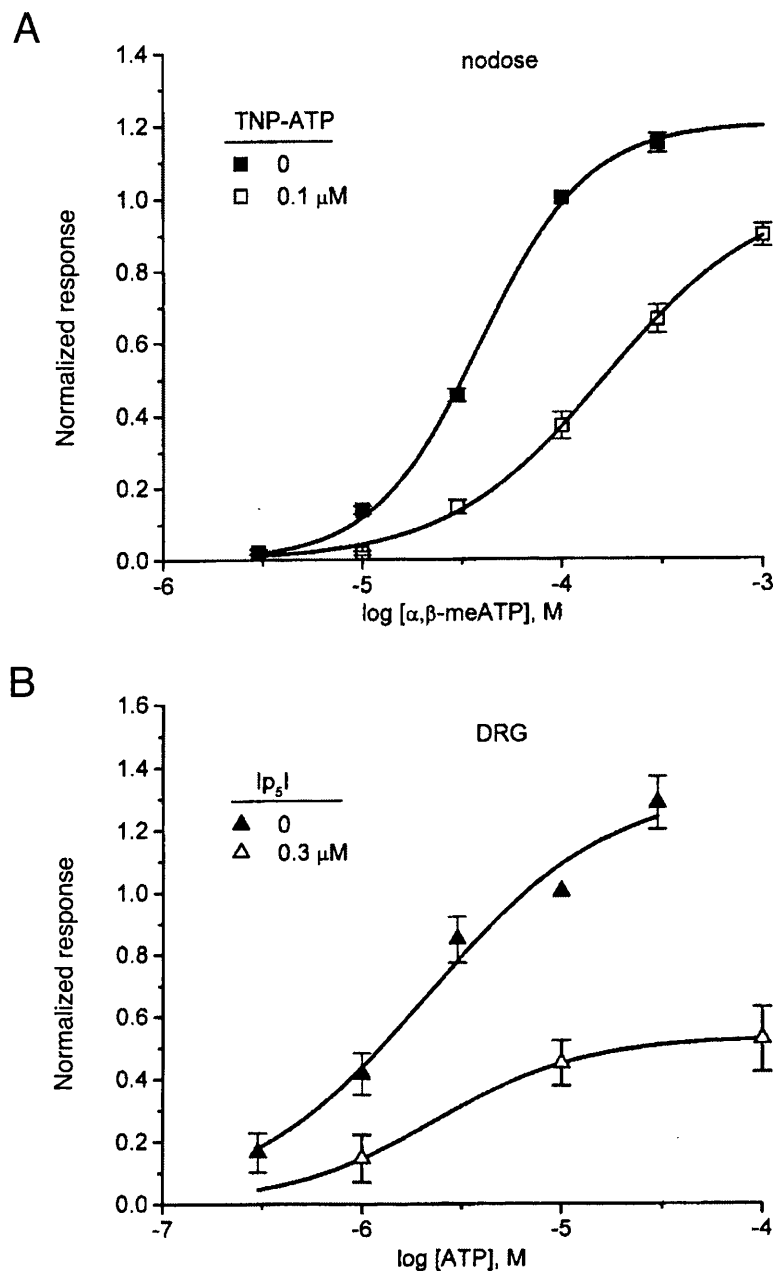 A
nodose
TNP-ATP
0
0.1 μM
1.4
1.2
1.0
0.8
0.6
0.4
0.2
0.0
Normalized response
-6
-5
-4
-3
log [α,β-meATP], M
B
DRG
Ip₅I
0
0.3 μM
1.6
1.4
1.2
1.0
0.8
0.6
0.4
0.2
0.0
Normalized response
-7
-6
-5
-4
log [ATP], M